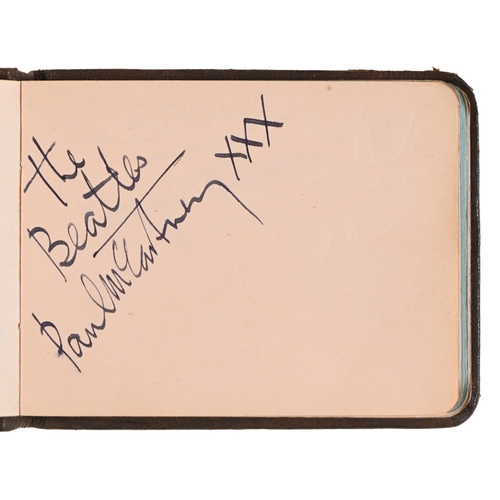 the
Beatles
Paul McCartney XXX